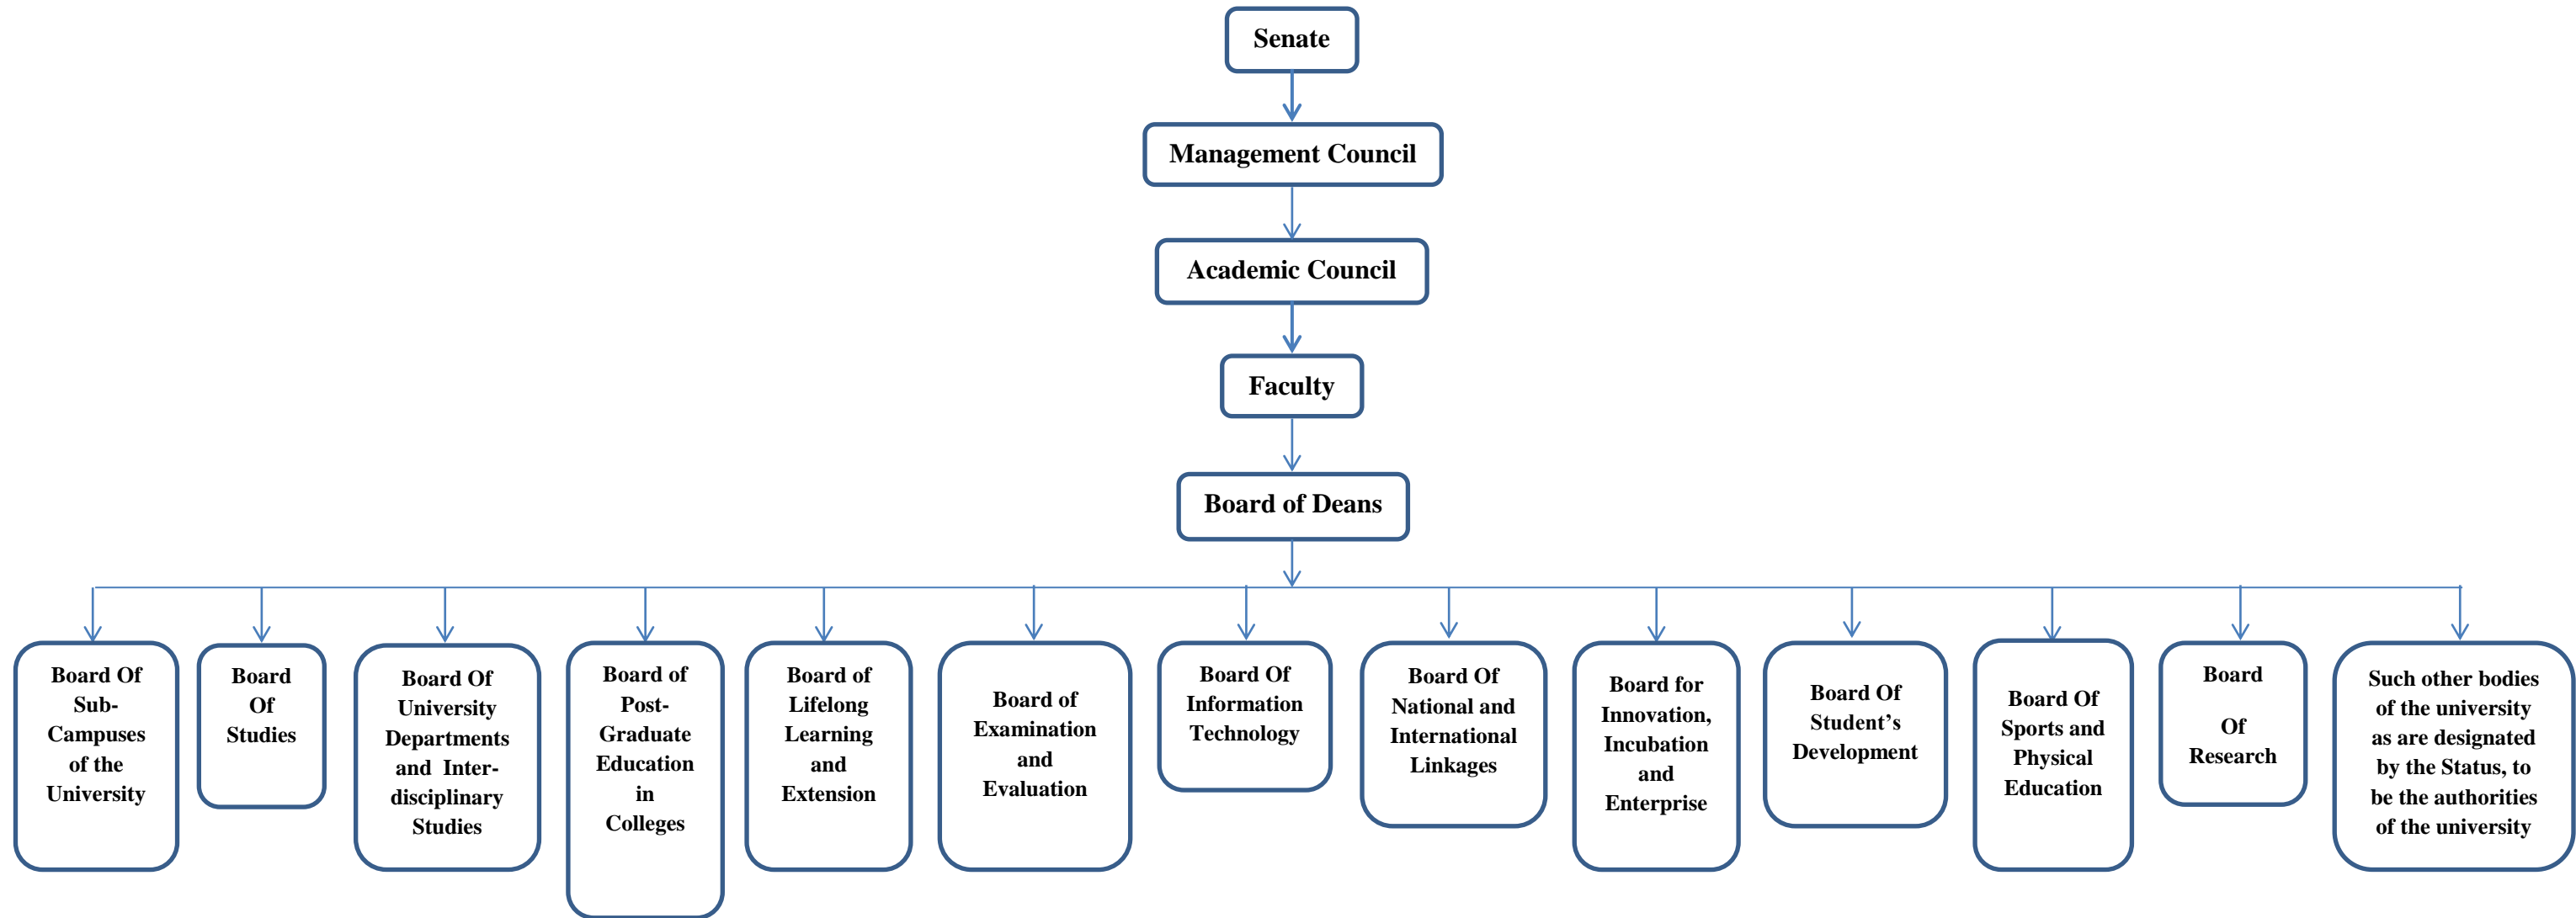 Senate
Management Council
Academic Council
Faculty
Board of Deans
Board Of
Sub-
Campuses
of the
University
Board
Of
Studies
Board Of
University
Departments
and Inter-
disciplinary
Studies
Board of
Post-
Graduate
Education
in
Colleges
Board of
Lifelong
Learning
and
Extension
Board of
Examination
and
Evaluation
Board Of
Information
Technology
Board Of
National and
International
Linkages
Board for
Innovation,
Incubation
and
Enterprise
Board Of
Student’s
Development
Board Of
Sports and
Physical
Education
Board
Of
Research
Such other bodies
of the university
as are designated
by the Status, to
be the authorities
of the university